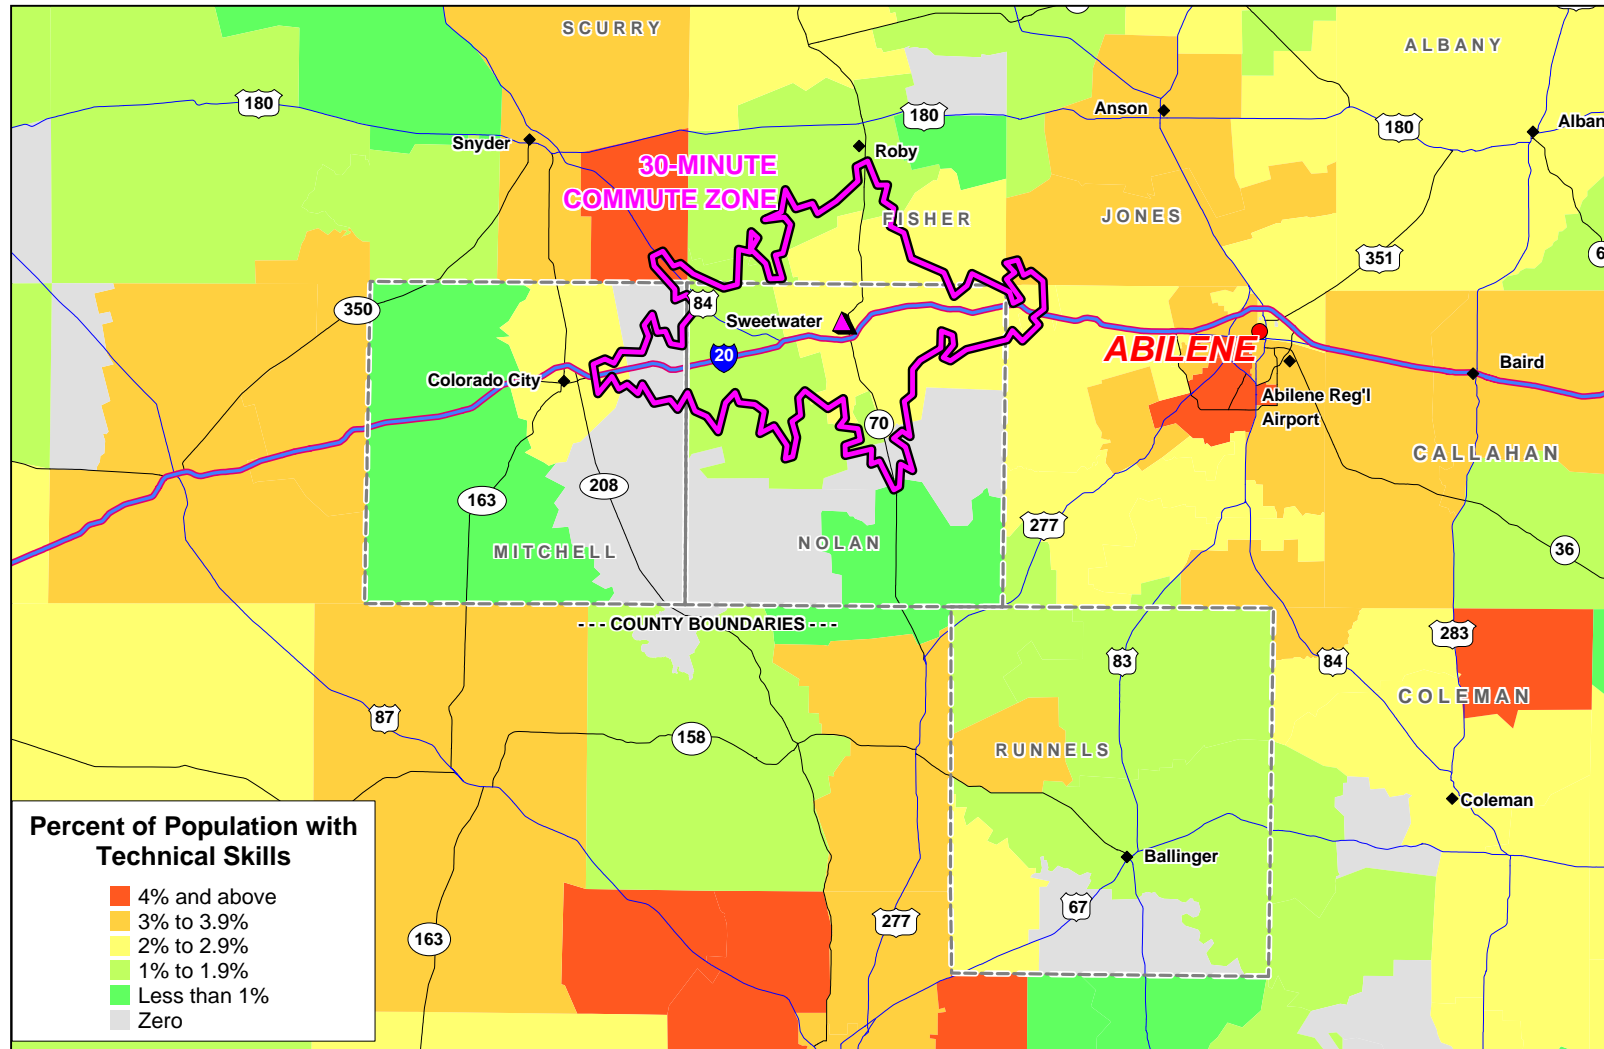 SCURRY
ALBANY
180
Anson
180
180
Alban
Snyder
Roby
30-MINUTE
COMMUTE ZONE
FISHER
JONES
351
6
350
84
Sweetwater
20
ABILENE
Baird
Colorado City
Abilene Reg'l
Airport
70
CALLAHAN
163
208
277
MITCHELL
NOLAN
36
--- COUNTY BOUNDARIES ---
283
83
84
COLEMAN
87
158
RUNNELS
Coleman
Percent of Population with
Technical Skills
4% and above
3% to 3.9%
2% to 2.9%
1% to 1.9%
Less than 1%
Zero
Ballinger
67
277
163